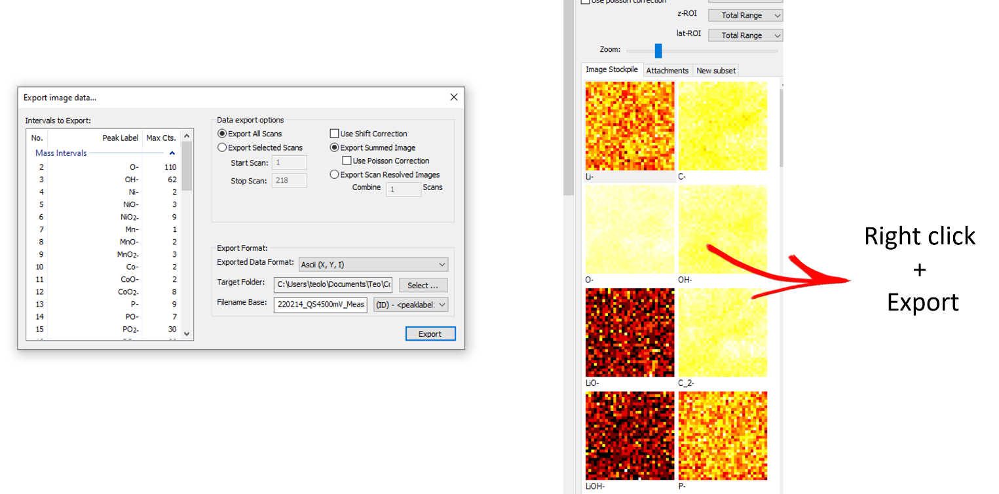 Export image data...
Intervals to Export:
No. Peak Label Max Cts.
Mass Intervals
2 O- 110
3 OH- 62
4 Ni- 2
5 NiO- 3
6 NiO2- 9
7 Mn- 1
8 MnO- 2
9 MnO2- 3
10 Co- 2
11 CoO- 2
12 CoO2- 8
13 P- 9
14 PO- 7
15 PO2- 30
Data export options
Export All Scans
Export Selected Scans
Start Scan: 1
Stop Scan: 218
Use Shift Correction
Export Summed Image
Use Poisson Correction
Export Scan Resolved Images
Combine 1 Scans
Export Format:
Exported Data Format: Ascii (X, Y, I)
Target Folder: C:\Users\teolo\Documents\Teo\Cc Select ...
Filename Base: 220214_QS4500mV_Meas. (ID) - <peaklabel:
Export
Use poisson correction
z-ROI Total Range
lat-ROI Total Range
Zoom:
Image Stockpile Attachments New subset
Li- C-
O- OH-
LiO- C_2-
LiOH- P-
Right click
+
Export